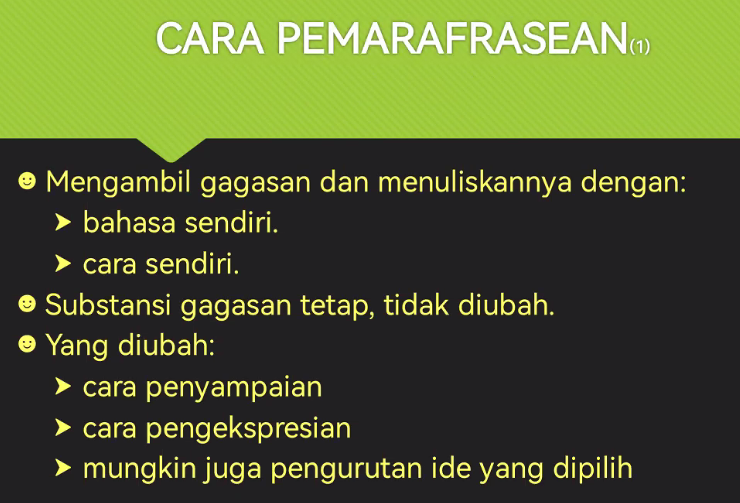 CARA PEMARAFRASEAN(1)
Mengambil gagasan dan menuliskannya dengan:
bahasa sendiri.
cara sendiri.
Substansi gagasan tetap, tidak diubah.
Yang diubah:
cara penyampaian
cara pengekspresian
mungkin juga pengurutan ide yang dipilih